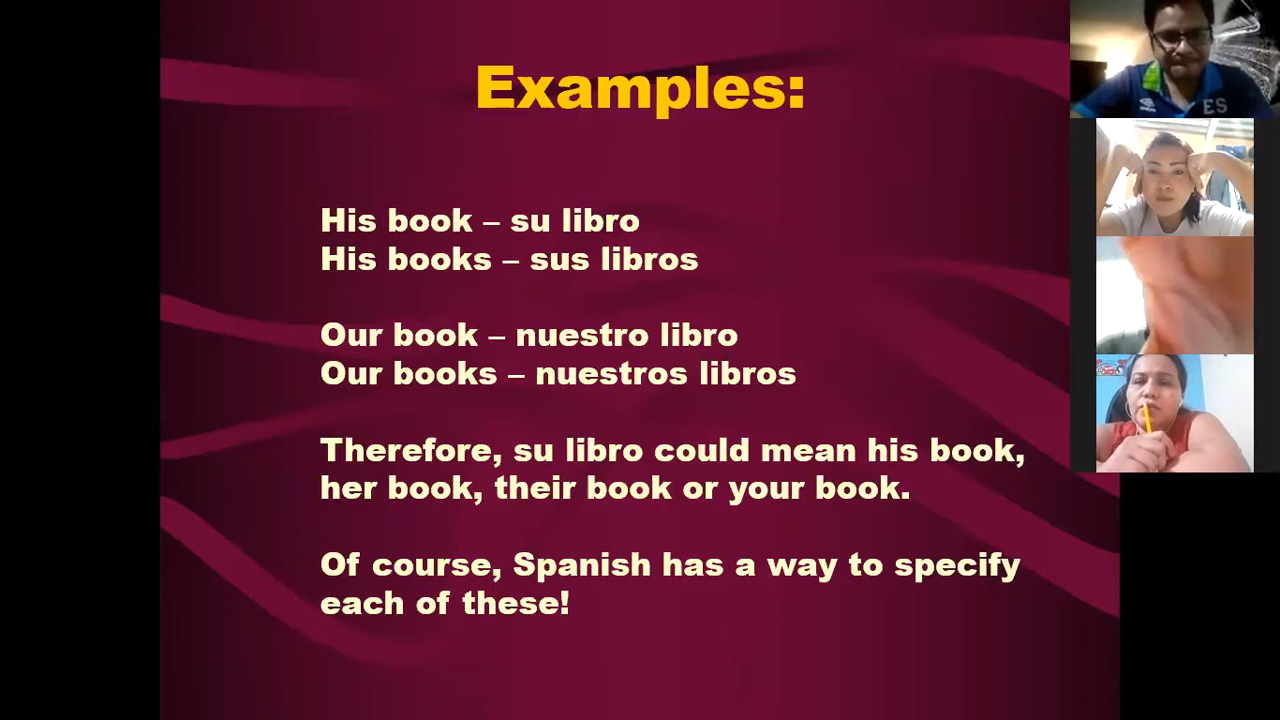 Examples:
His book – su libro
His books – sus libros
Our book – nuestro libro
Our books – nuestros libros
Therefore, su libro could mean his book,
her book, their book or your book.
Of course, Spanish has a way to specify
each of these!
ES